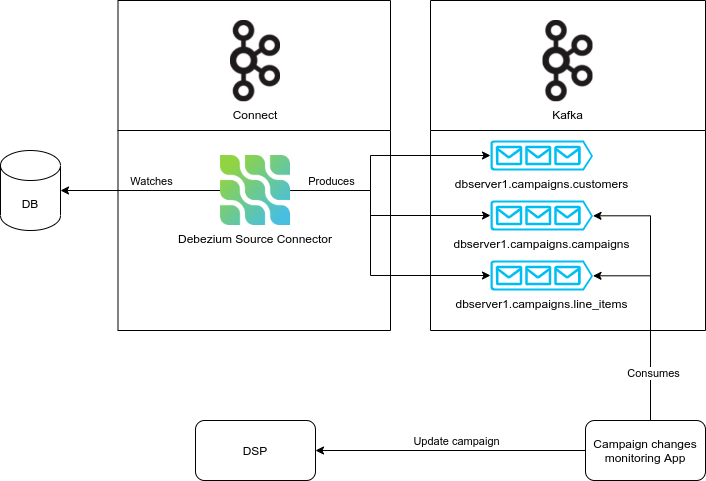 Connect
Kafka
DB
Watches
Produces
Debezium Source Connector
dbserver1.campaigns.customers
dbserver1.campaigns.campaigns
dbserver1.campaigns.line_items
Consumes
DSP
Update campaign
Campaign changes
monitoring App